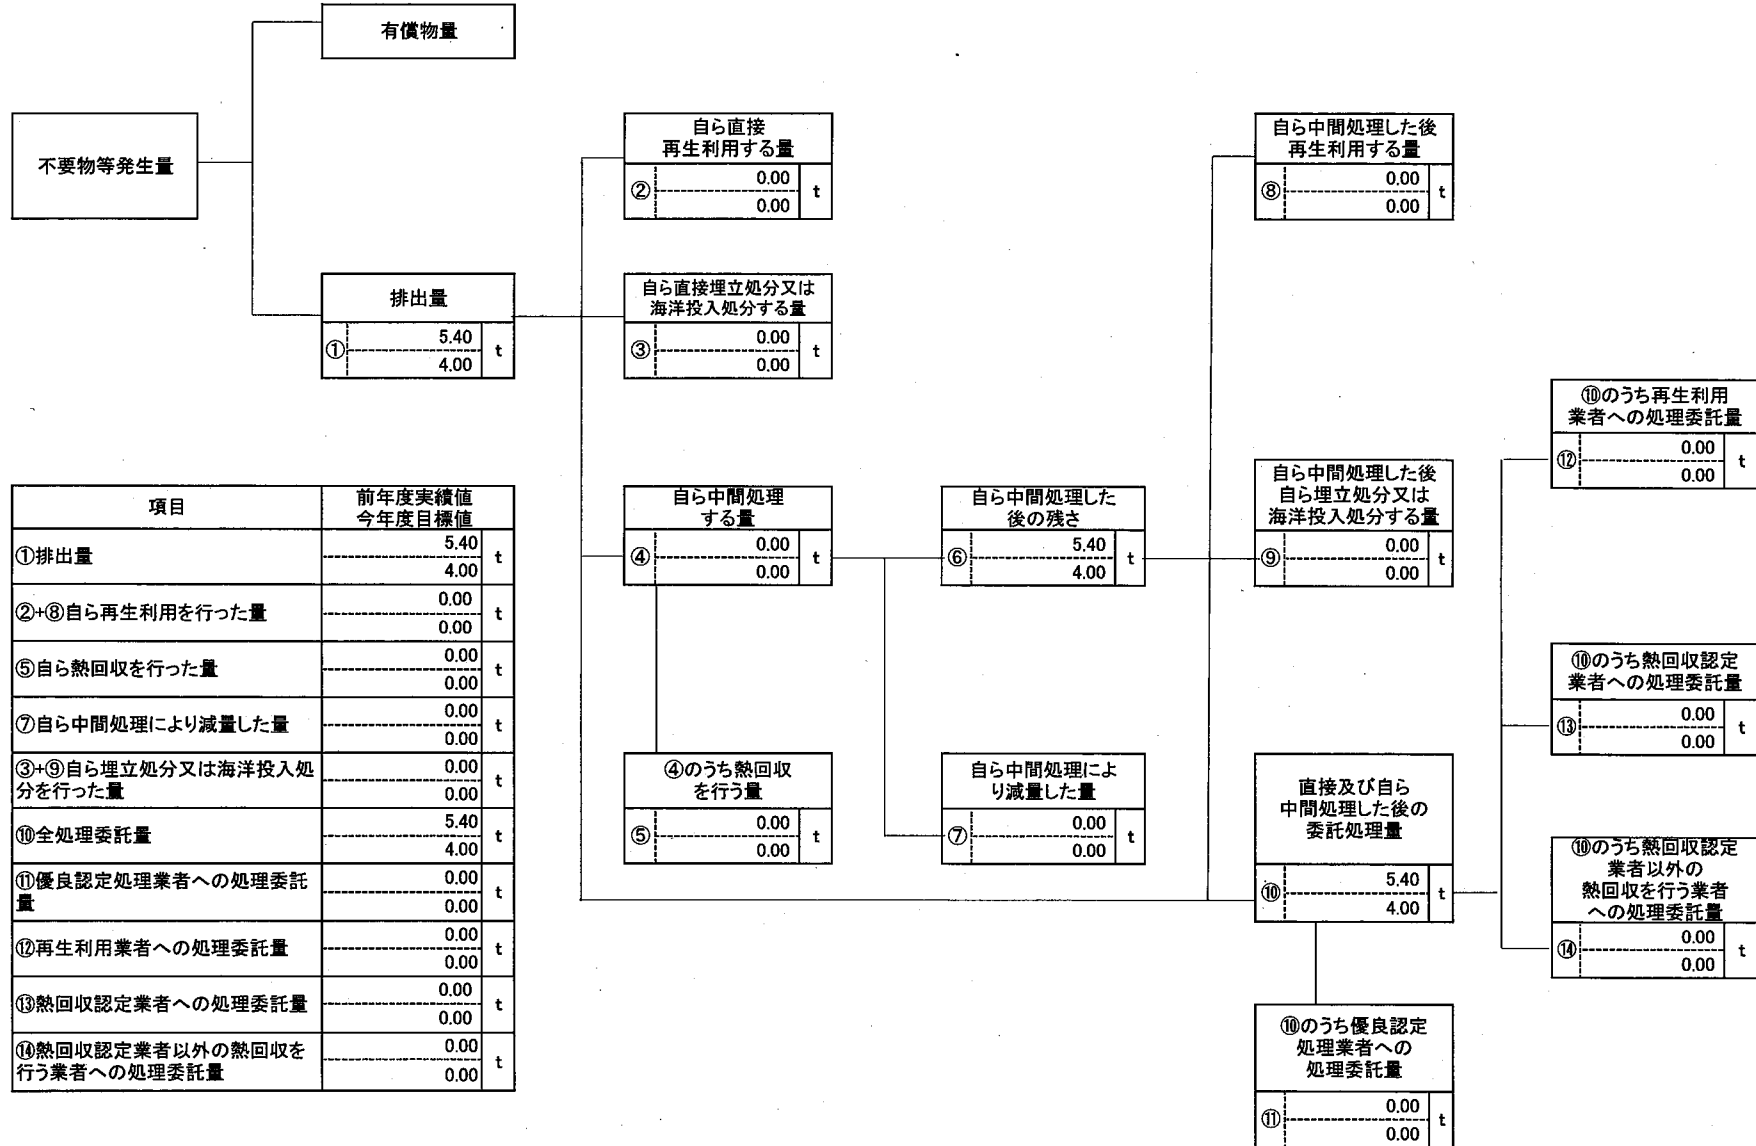 有償物量
不要物等発生量
排出量
①
5.40
4.00
t
自ら直接
再生利用する量
②
0.00
0.00
t
自ら直接埋立処分又は
海洋投入処分する量
③
0.00
0.00
t
自ら中間処理
する量
④
0.00
0.00
t
④のうち熱回収
を行う量
⑤
0.00
0.00
t
自ら中間処理した
後の残さ
⑥
5.40
4.00
t
自ら中間処理によ
り減量した量
⑦
0.00
0.00
t
自ら中間処理した後
再生利用する量
⑧
0.00
0.00
t
自ら中間処理した後
自ら埋立処分又は
海洋投入処分する量
⑨
0.00
0.00
t
直接及び自ら
中間処理した後の
委託処理量
⑩
5.40
4.00
t
⑩のうち優良認定
処理業者への
処理委託量
⑪
0.00
0.00
t
⑩のうち再生利用
業者への処理委託量
⑫
0.00
0.00
t
⑩のうち熱回収認定
業者への処理委託量
⑬
0.00
0.00
t
⑩のうち熱回収認定
業者以外の
熱回収を行う業者
への処理委託量
⑭
0.00
0.00
t
項目
前年度実績値
今年度目標値
①排出量
5.40
4.00
t
②+⑧自ら再生利用を行った量
0.00
0.00
t
⑤自ら熱回収を行った量
0.00
0.00
t
⑦自ら中間処理により減量した量
0.00
0.00
t
③+⑨自ら埋立処分又は海洋投入処
分を行った量
0.00
0.00
t
⑩全処理委託量
5.40
4.00
t
⑪優良認定処理業者への処理委託
量
0.00
0.00
t
⑫再生利用業者への処理委託量
0.00
0.00
t
⑬熱回収認定業者への処理委託量
0.00
0.00
t
⑭熱回収認定業者以外の熱回収を
行う業者への処理委託量
0.00
0.00
t